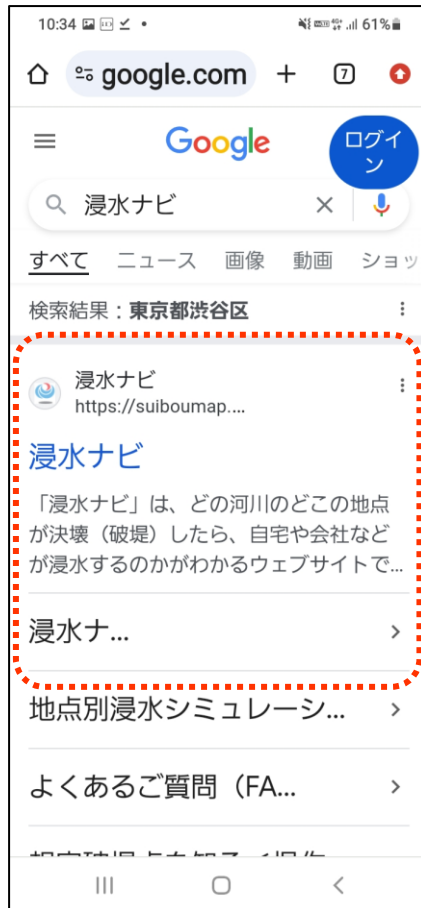 10:34 61%
google.com + 7
Google
ログイ
ン
浸水ナビ
すべて ニュース 画像 動画 ショッ
検索結果：東京都渋谷区
浸水ナビ
https://suiboumap....
浸水ナビ
「浸水ナビ」は、どの河川のどこの地点
が決壊（破堤）したら、自宅や会社など
が浸水するのかがわかるウェブサイトで...
浸水ナ...
地点別浸水シミュレーシ...
よくあるご質問（FA...